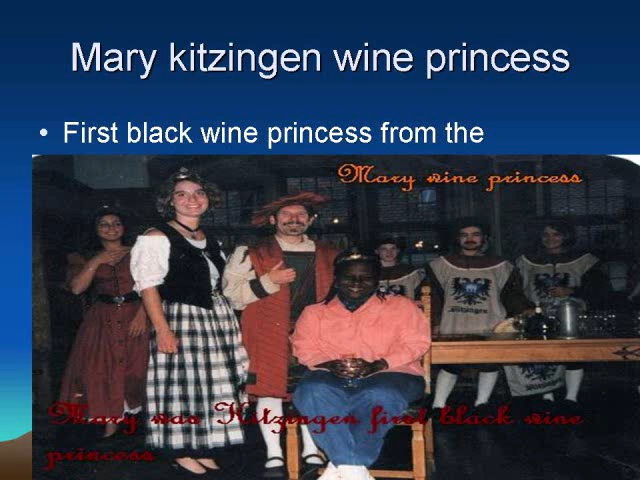 Mary kitzingen wine princess
• First black wine princess from the
Mary wine princess
Kitzingen
Mary was Kitzingen first black wine
princess